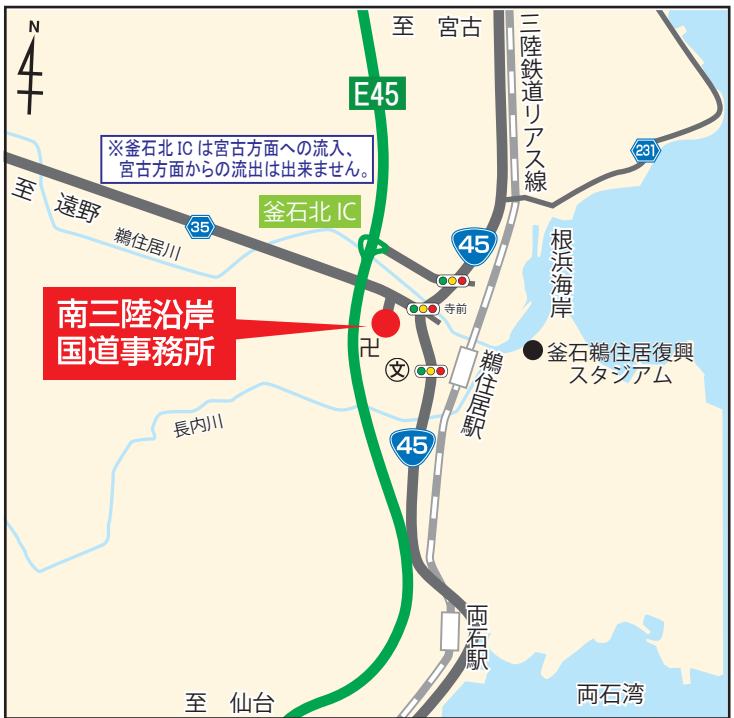 N
至 宮古
三陸鉄道リアス線
E45
※釜石北 IC は宮古方面への流入、
宮古方面からの流出は出来ません。
231
至 遠野
35
鵜住居川
釜石北 IC
45
根浜海岸
南三陸沿岸
国道事務所
寺前
卍
文
鵜住居駅
釜石鵜住居復興
スタジアム
長内川
45
両石駅
至 仙台
両石湾